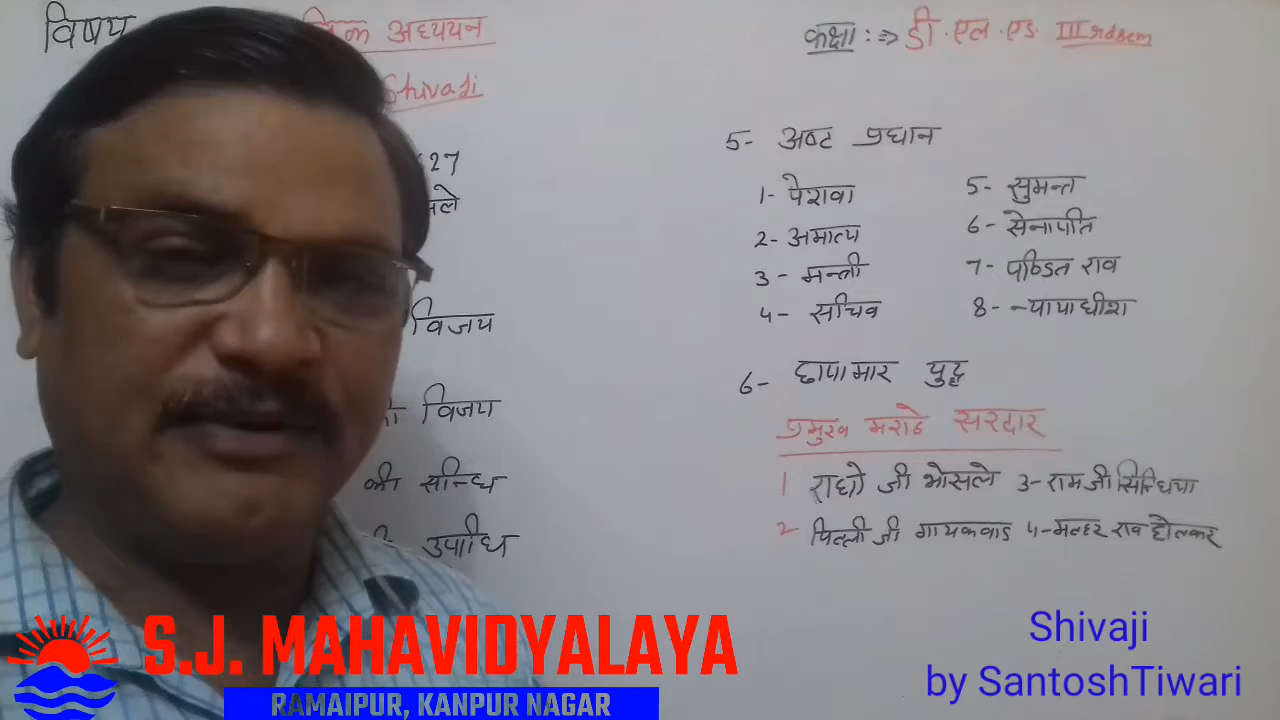 विषय
अध्ययन
Shivaji
27
विजय
विजय
की सन्धि
उपाधि
कक्षा :⇒ डी॰एल॰एड॰ IIIrd sem
5- अष्ट प्रधान
1- पेशवा
2- अमात्य
3- मन्त्री
4- सचिव
5- सुमन्त
6- सेनापति
7- पण्डित राव
8- न्यायाधीश
6- छापामार युद्ध
प्रमुख मराठे सरदार
1 राघो जी भोसले 3- रामजी सिन्धिया
2 पिल्ली जी गायकवाड 4- मल्हर राव होलकर
S.J. MAHAVIDYALAYA
RAMAIPUR, KANPUR NAGAR
Shivaji
by SantoshTiwari